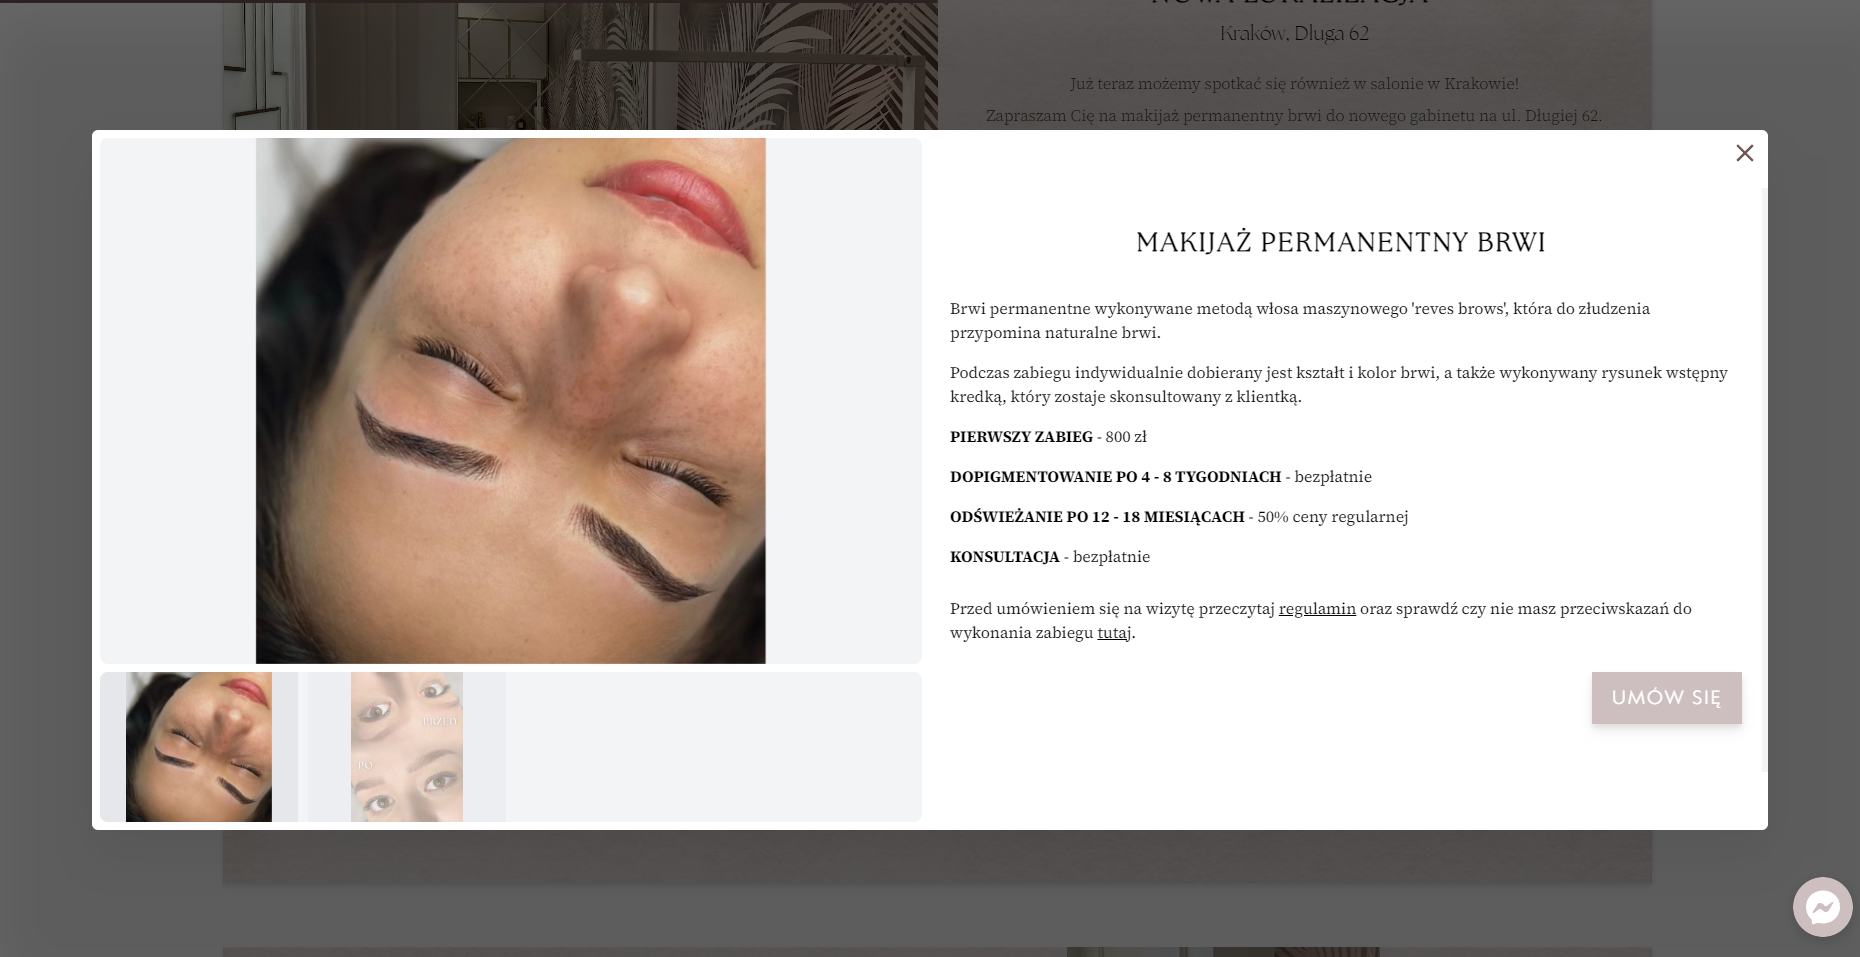 Kraków, Długa 62
Już teraz możemy spotkać się również w salonie w Krakowie!
Zapraszam Cię na makijaż permanentny brwi do nowego gabinetu na ul. Długiej 62.
MAKIJAŻ PERMANENTNY BRWI
Brwi permanentne wykonywane metodą włosa maszynowego 'reves brows', która do złudzenia
przypomina naturalne brwi.
Podczas zabiegu indywidualnie dobierany jest kształt i kolor brwi, a także wykonywany rysunek wstępny
kredką, który zostaje skonsultowany z klientką.
PIERWSZY ZABIEG - 800 zł
DOPIGMENTOWANIE PO 4 - 8 TYGODNIACH - bezpłatnie
ODŚWIEŻANIE PO 12 - 18 MIESIĄCACH - 50% ceny regularnej
KONSULTACJA - bezpłatnie
Przed umówieniem się na wizytę przeczytaj regulamin oraz sprawdź czy nie masz przeciwskazań do
wykonania zabiegu tutaj.
UMÓW SIĘ
PRZED
PO